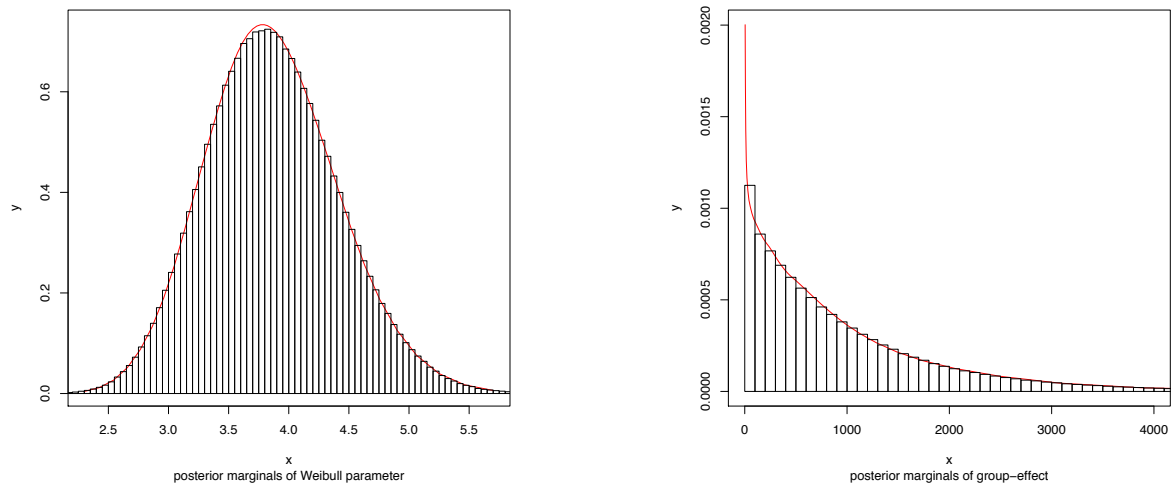 0.6
0.4
0.2
0.0
y
2.5 3.0 3.5 4.0 4.5 5.0 5.5
x
posterior marginals of Weibull parameter
0.0020
0.0015
0.0010
0.0005
0.0000
y
0 1000 2000 3000 4000
x
posterior marginals of group−effect